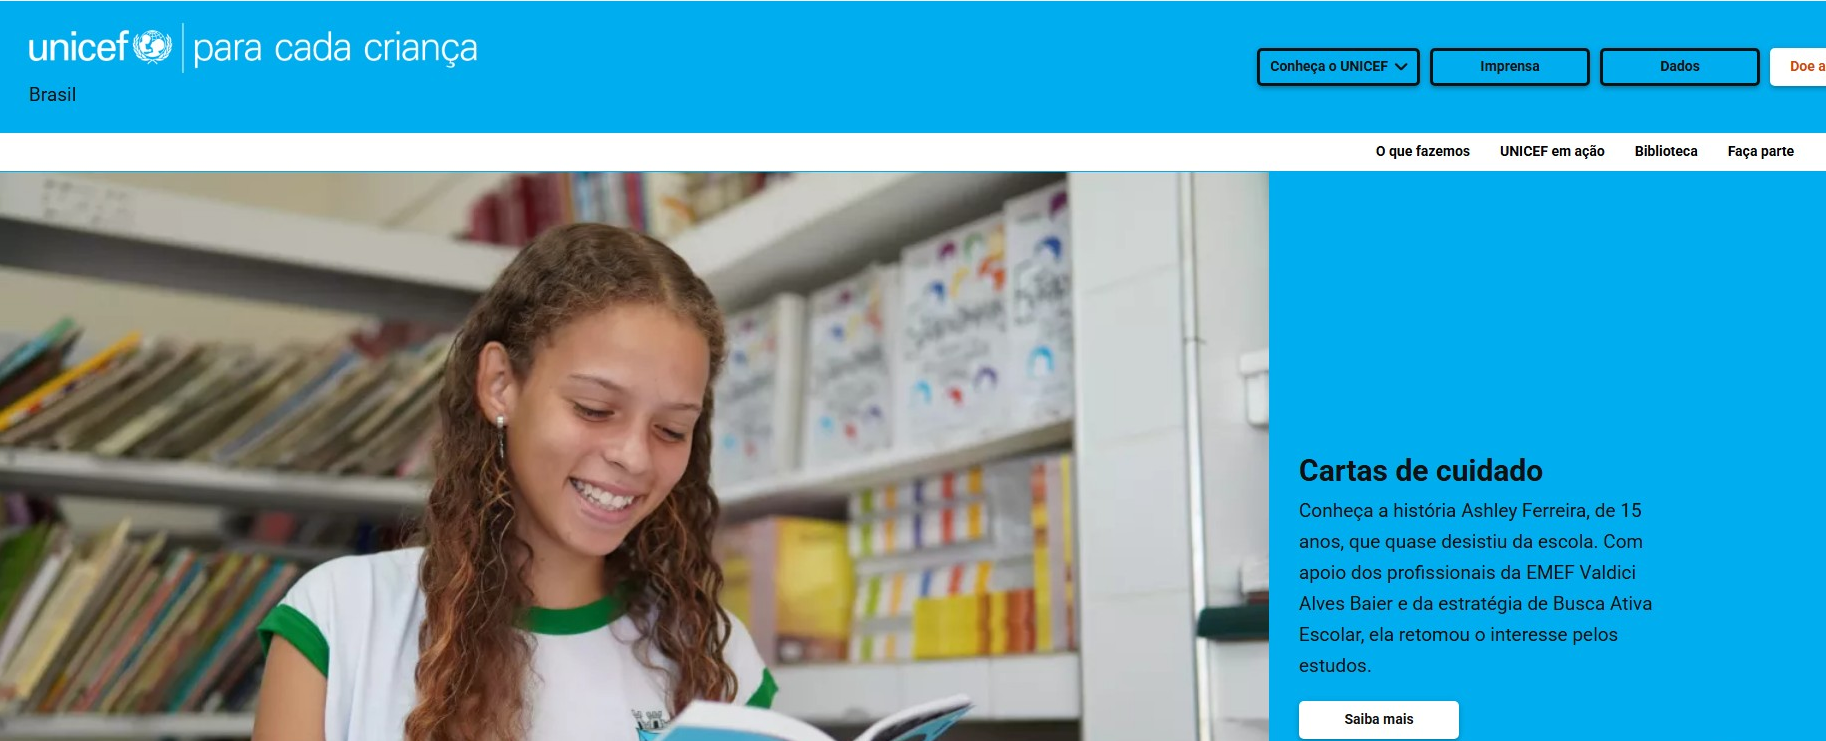 unicef | para cada criança
Brasil
Conheça o UNICEF
Imprensa
Dados
Doe a
O que fazemos
UNICEF em ação
Biblioteca
Faça parte
Cartas de cuidado
Conheça a história Ashley Ferreira, de 15
anos, que quase desistiu da escola. Com
apoio dos profissionais da EMEF Valdici
Alves Baier e da estratégia de Busca Ativa
Escolar, ela retomou o interesse pelos
estudos.
Saiba mais